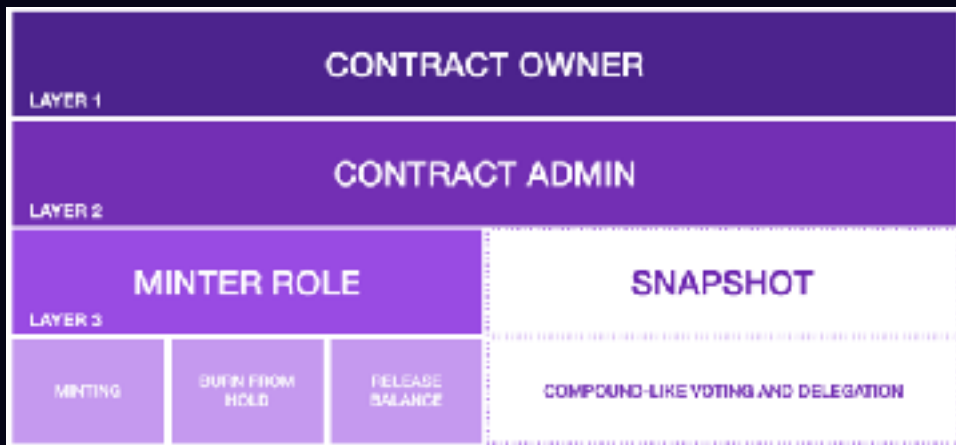 CONTRACT OWNER
LAYER 1
CONTRACT ADMIN
LAYER 2
MINTER ROLE
LAYER 3
SNAPSHOT
MINTING
BURN FROM
HOLD
RELEASE
BALANCE
COMPOUND-LIKE VOTING AND DELEGATION